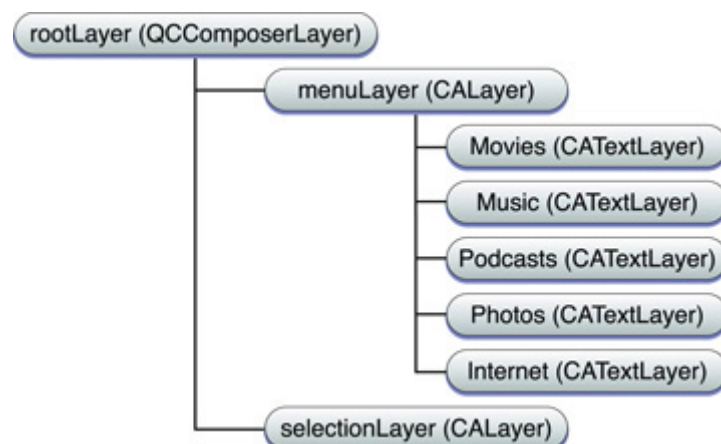 rootLayer (QCComposerLayer)
menuLayer (CALayer)
Movies (CATextLayer)
Music (CATextLayer)
Podcasts (CATextLayer)
Photos (CATextLayer)
Internet (CATextLayer)
selectionLayer (CALayer)